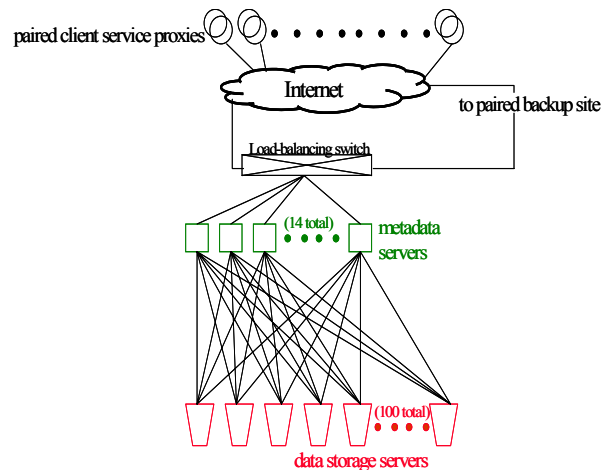 paired client service proxies
Internet
to paired backup site
Load-balancing switch
(14 total)
metadata
servers
(100 total)
data storage servers